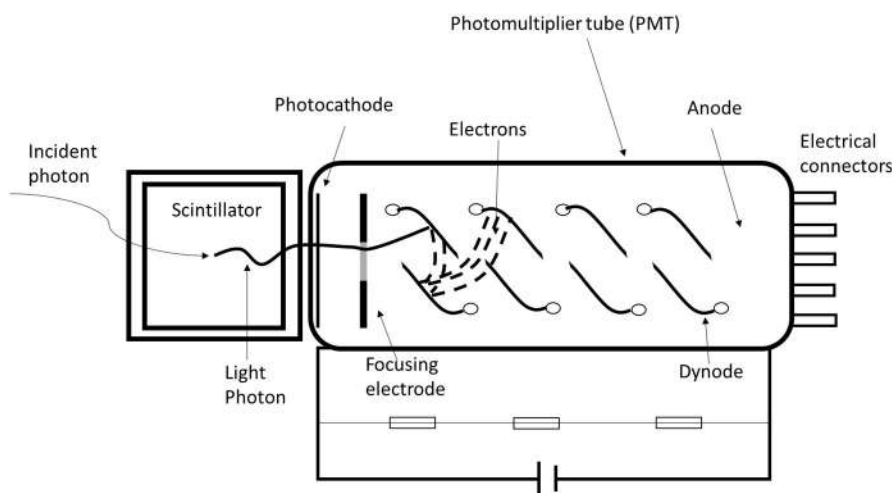 Photomultiplier tube (PMT)
Photocathode
Electrons
Anode
Incident
photon
Electrical
connectors
Scintillator
Light
Photon
Focusing
electrode
Dynode